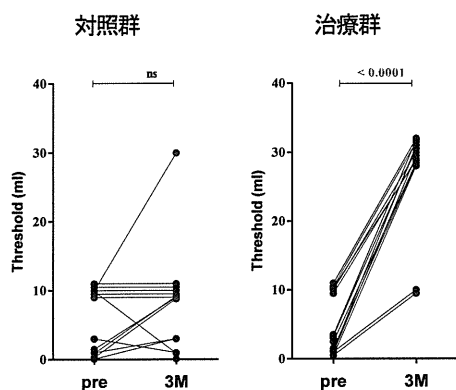 対照群
治療群
ns
< 0.0001
Threshold (ml)
40
30
20
10
0
pre
3M
Threshold (ml)
40
30
20
10
0
pre
3M